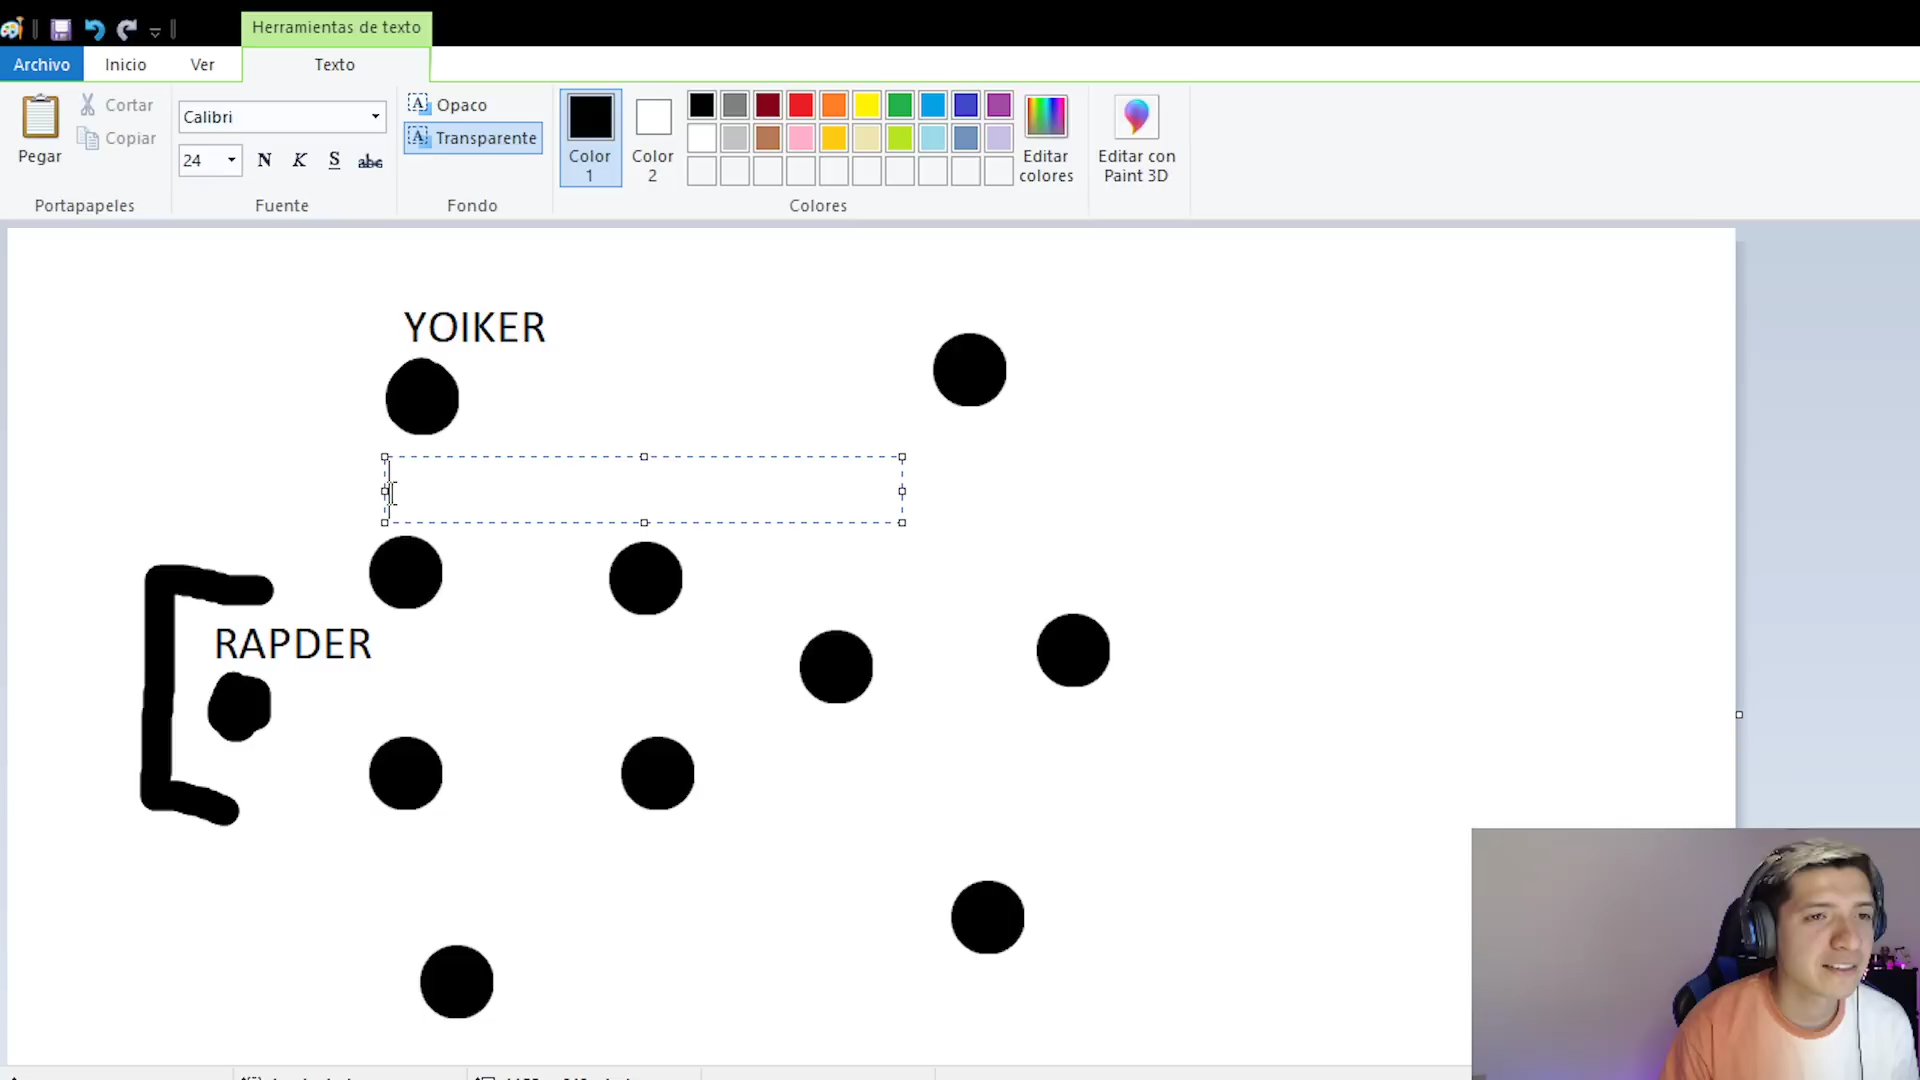 Herramientas de texto
Archivo Inicio Ver Texto
Pegar
Cortar
Copiar
Portapapeles
Calibri
24 N K S abc
Fuente
Opaco
Transparente
Fondo
Color 1
Color 2
Editar colores
Colores
Editar con Paint 3D
YOIKER
RAPDER